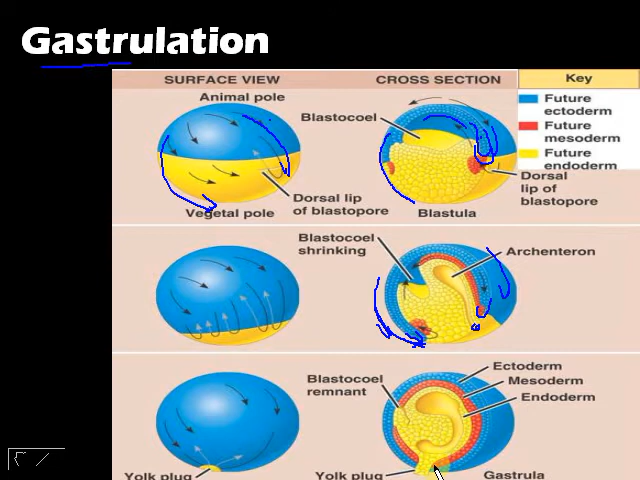 Gastrulation
SURFACE VIEW
CROSS SECTION
Key
Animal pole
Blastocoel
Future
ectoderm
Future
mesoderm
Future
endoderm
Dorsal lip
of blastopore
Vegetal pole
Blastula
Dorsal
lip of
blastopore
Blastocoel
shrinking
Archenteron
Blastocoel
remnant
Ectoderm
Mesoderm
Endoderm
Yolk plug
Yolk plug
Gastrula